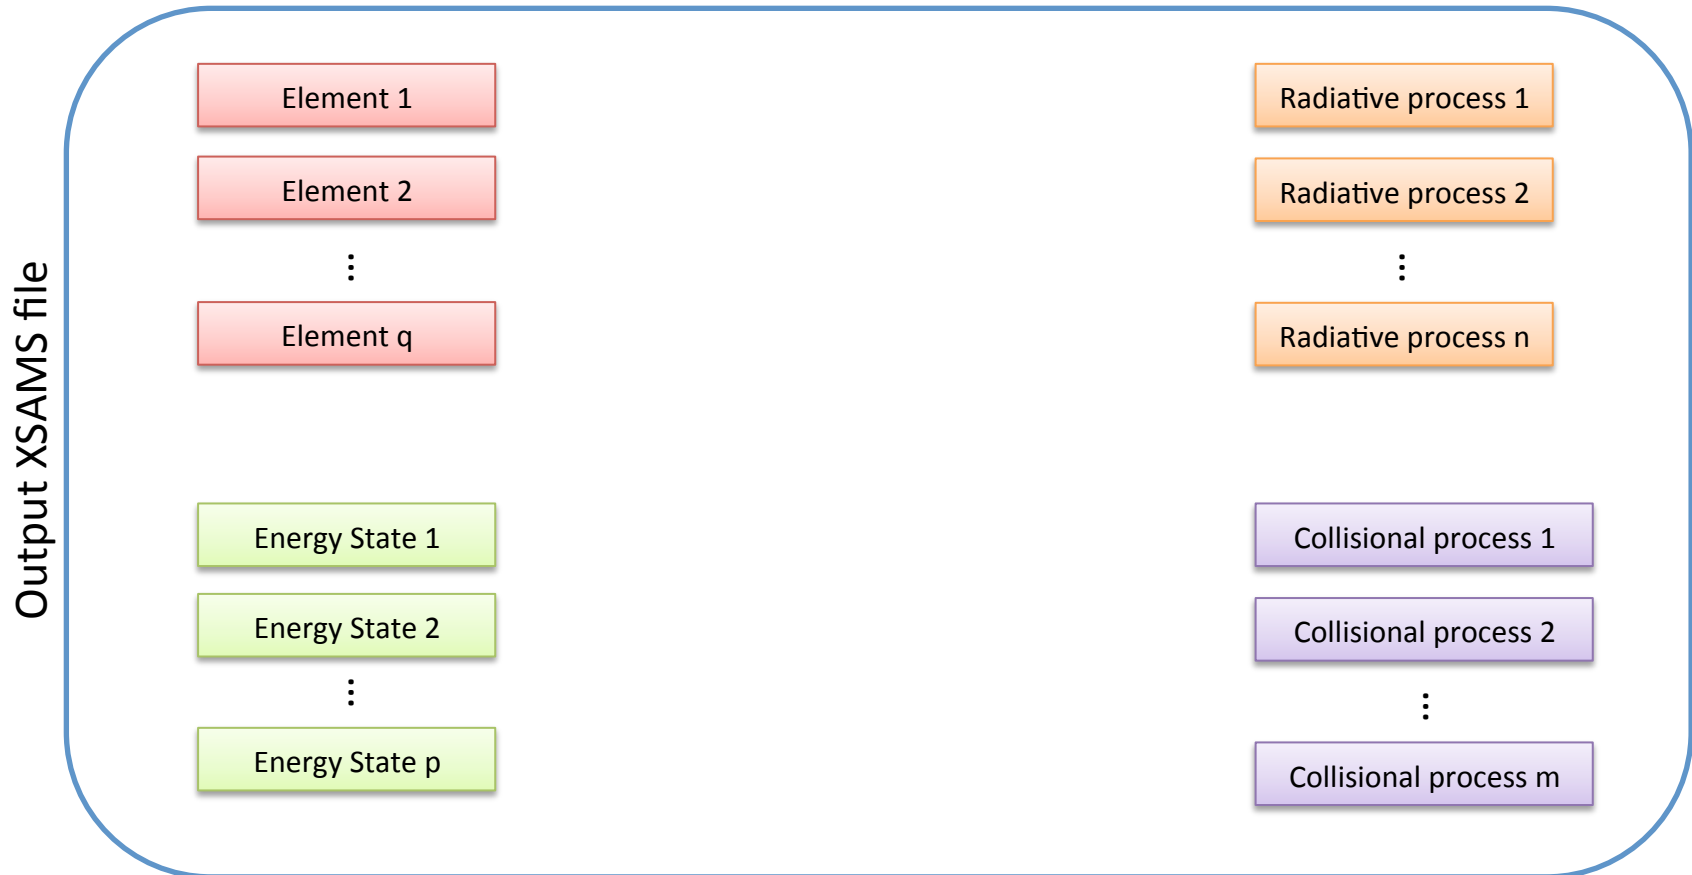 Output XSAMS file
Element 1
Element 2
...
Element q
Energy State 1
Energy State 2
...
Energy State p
Radiative process 1
Radiative process 2
...
Radiative process n
Collisional process 1
Collisional process 2
...
Collisional process m